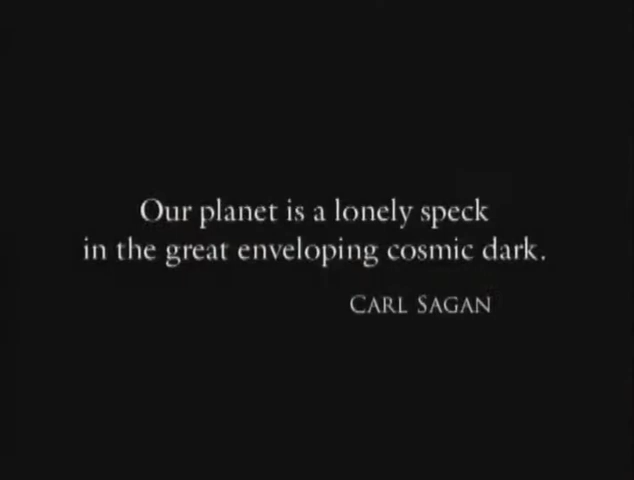 Our planet is a lonely speck
in the great enveloping cosmic dark.
CARL SAGAN